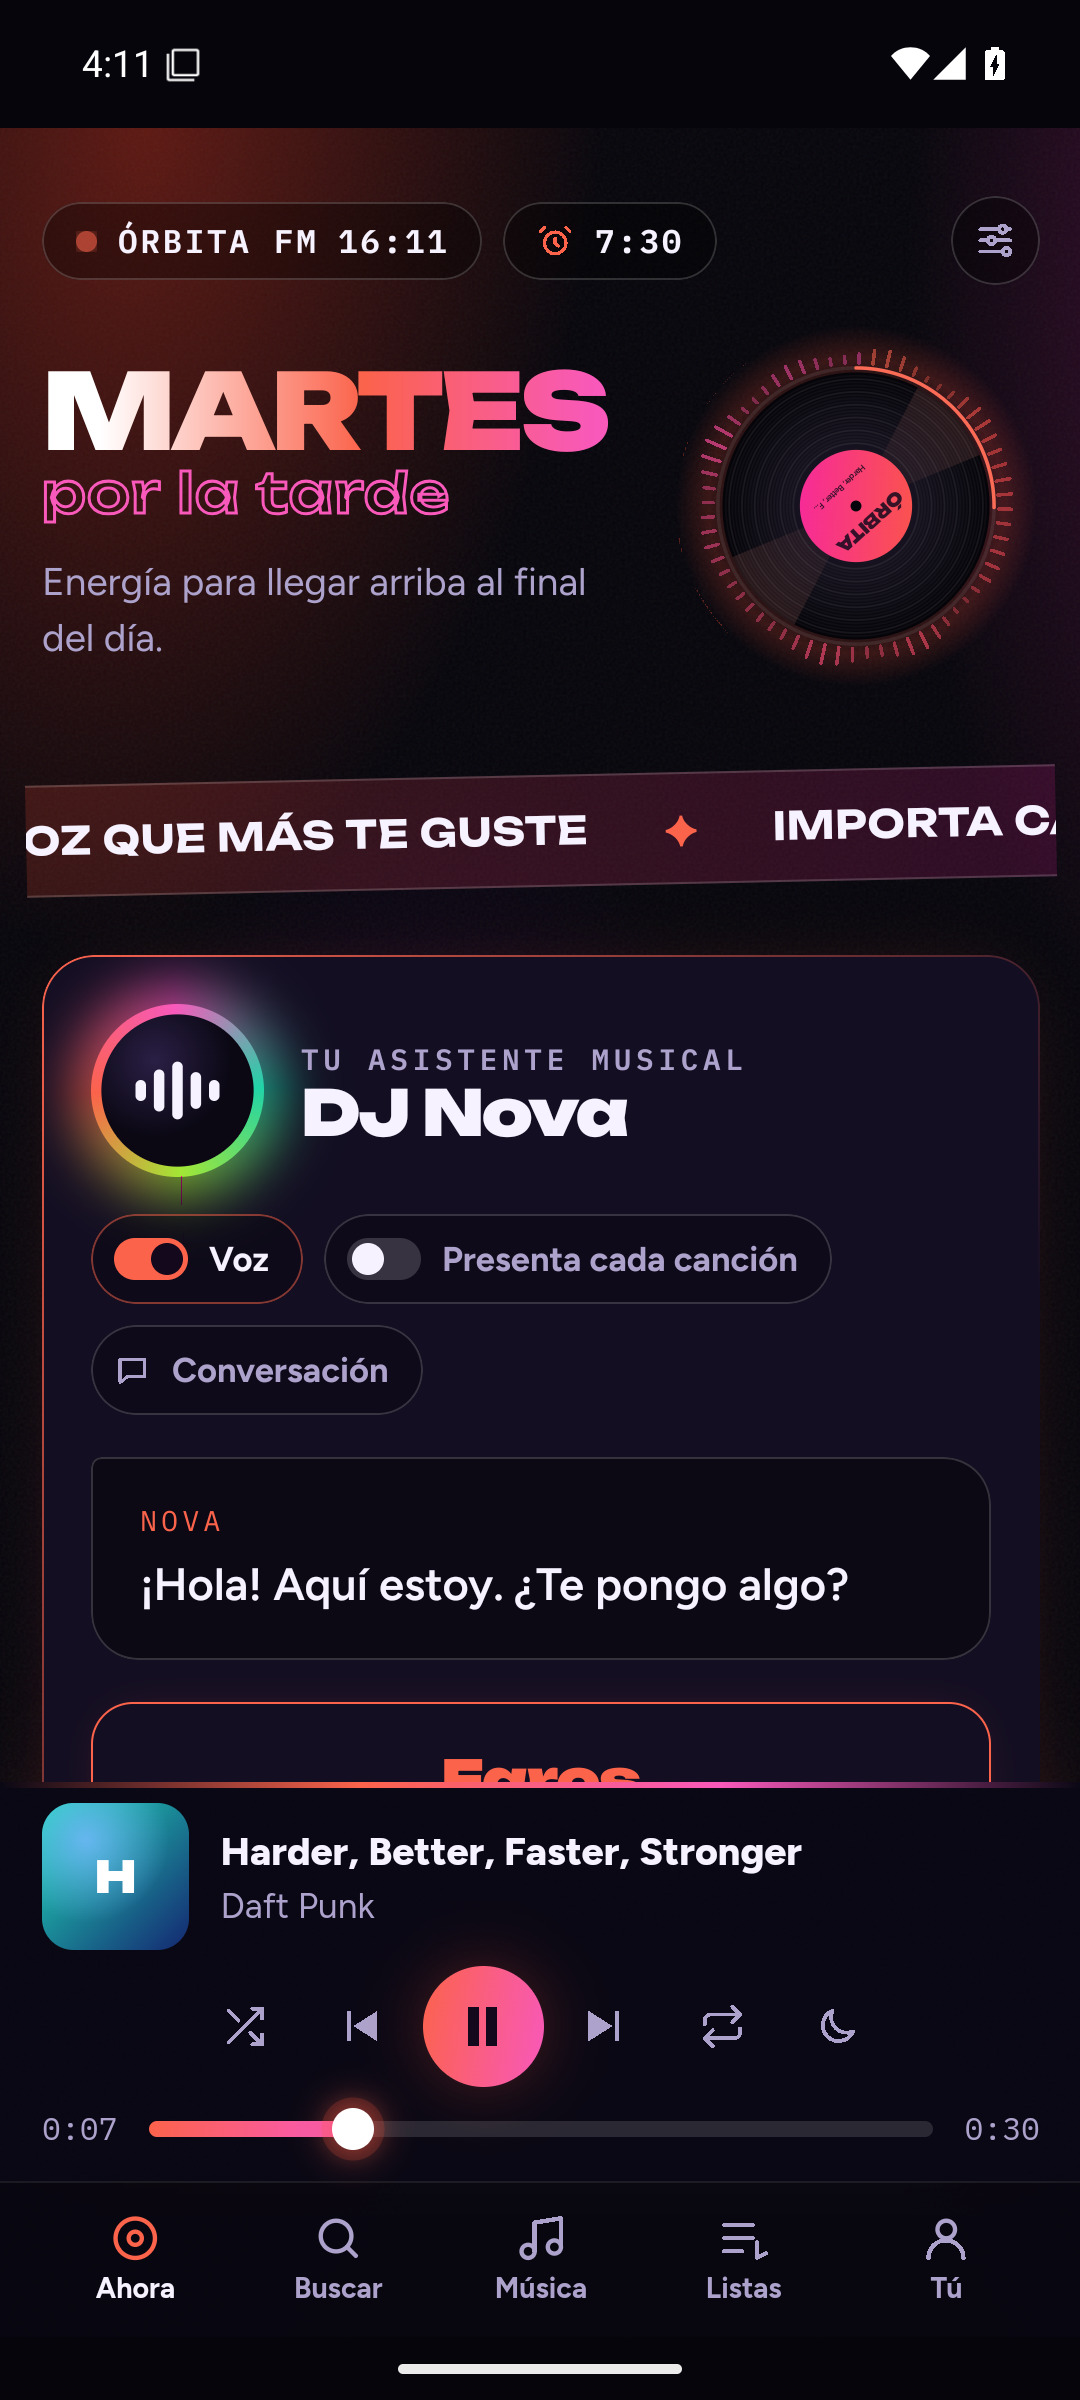 4:11
ÓRBITA FM 16:11
7:30
MARTES
por la tarde
Energía para llegar arriba al final
del día.
Harder, Better, F...
ÓRBITA
OZ QUE MÁS TE GUSTE ✦ IMPORTA CA
TU ASISTENTE MUSICAL
DJ Nova
Voz
Presenta cada canción
Conversación
NOVA
¡Hola! Aquí estoy. ¿Te pongo algo?
H
Harder, Better, Faster, Stronger
Daft Punk
0:07
0:30
Ahora
Buscar
Música
Listas
Tú